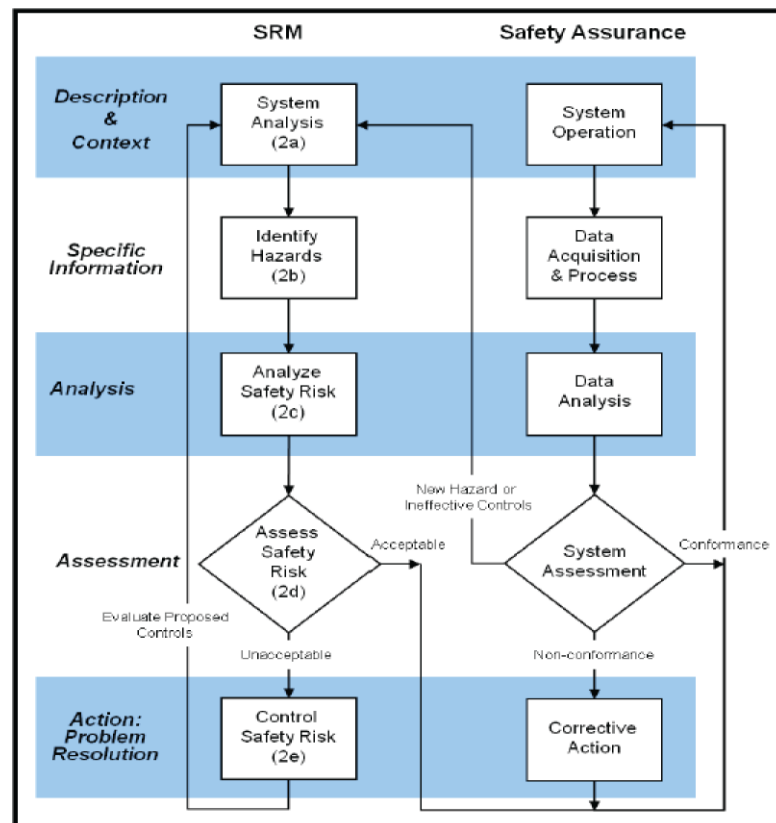 SRM
Safety Assurance
Description
&
Context
System
Analysis
(2a)
System
Operation
Specific
Information
Identify
Hazards
(2b)
Data
Acquisition
& Process
Analysis
Analyze
Safety Risk
(2c)
Data
Analysis
New Hazard or
Ineffective Controls
Assessment
Assess
Safety
Risk
(2d)
Acceptable
System
Assessment
Conformance
Evaluate Proposed
Controls
Unacceptable
Non-conformance
Action:
Problem
Resolution
Control
Safety Risk
(2e)
Corrective
Action